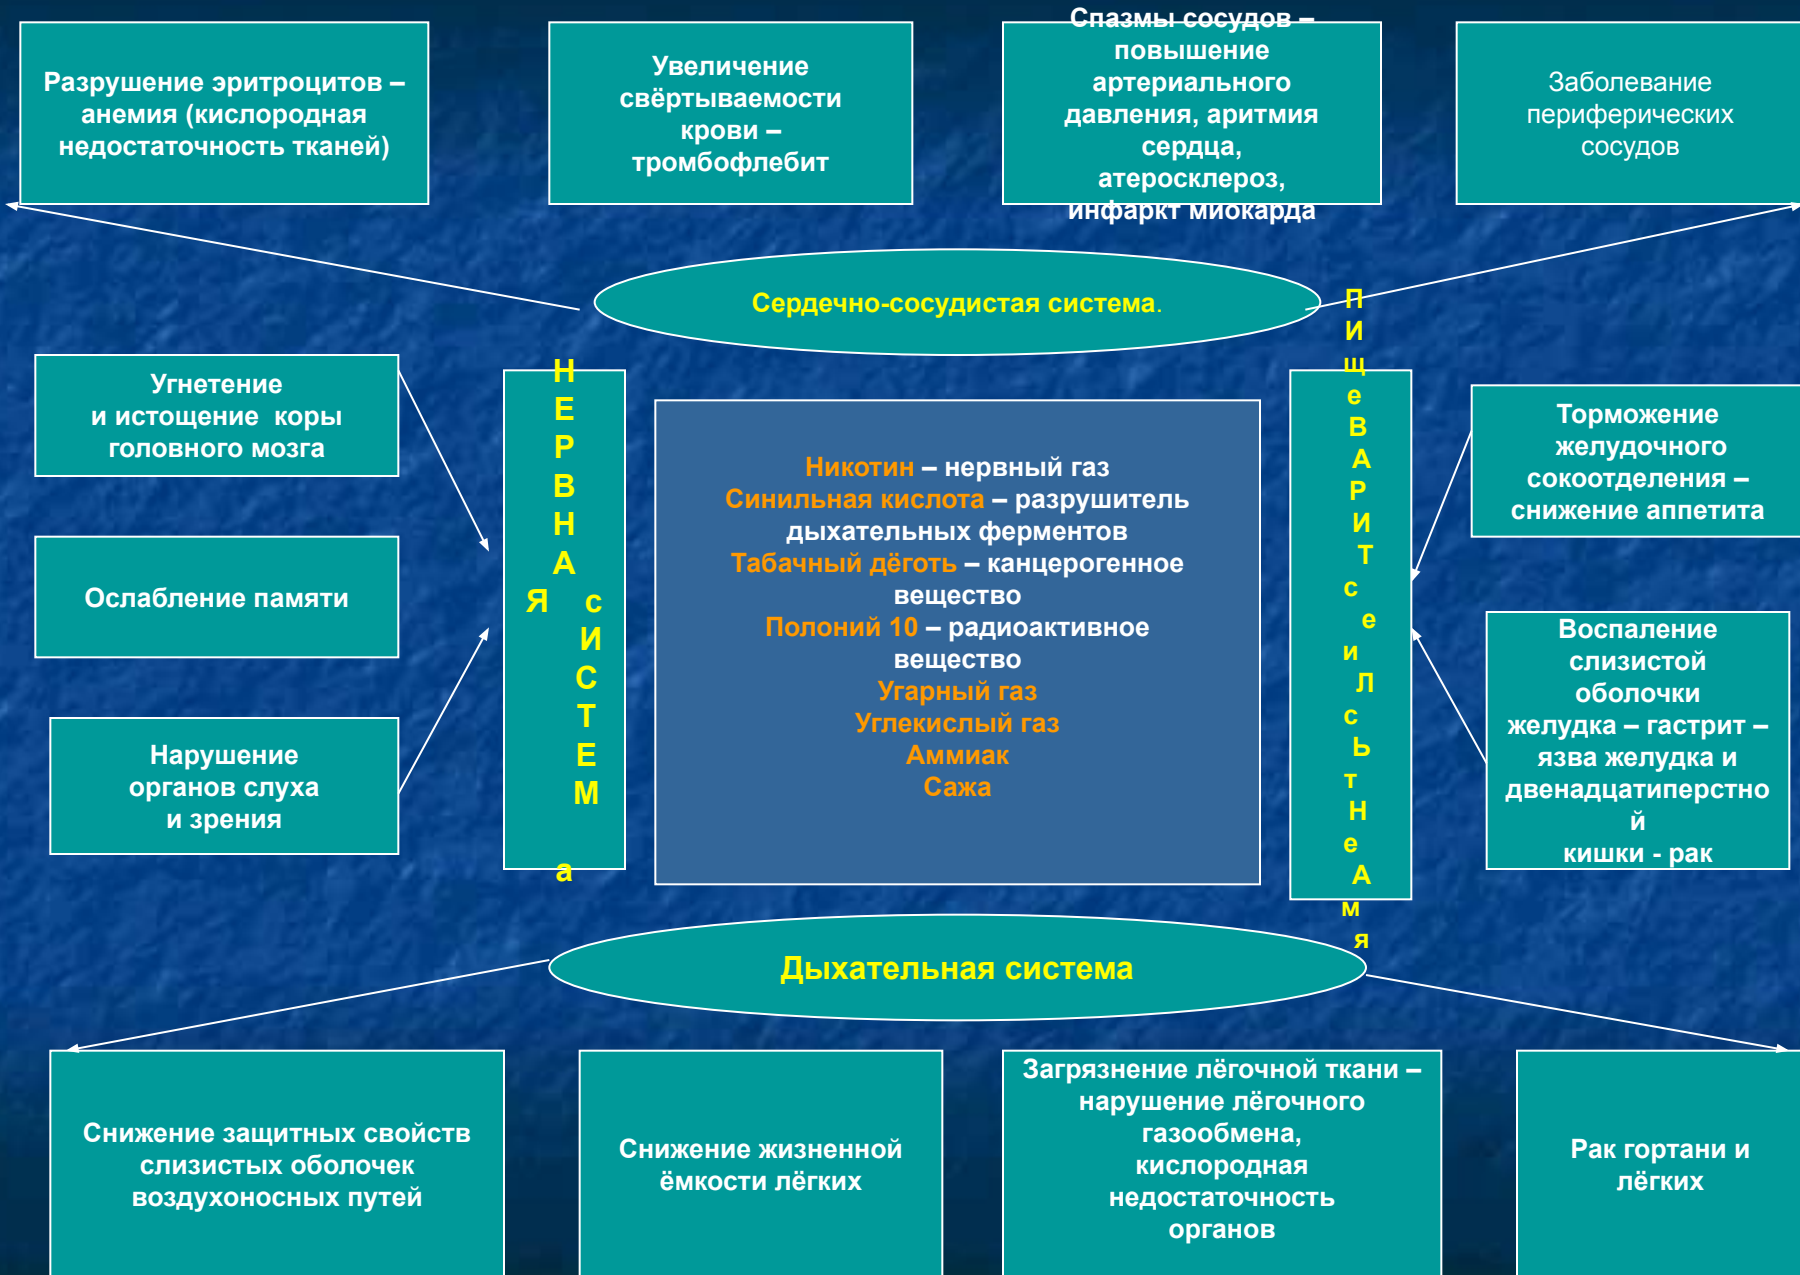 Разрушение эритроцитов –
анемия (кислородная
недостаточность тканей)
Увеличение
свёртываемости
крови –
тромбофлебит
Спазмы сосудов –
повышение
артериального
давления, аритмия
сердца,
атеросклероз,
инфаркт миокарда
Заболевание
периферических
сосудов
Сердечно-сосудистая система.
Угнетение
и истощение коры
головного мозга
Ослабление памяти
Нарушение
органов слуха
и зрения
Н
Е
Р
В
Н
А
Я с
И
С
Т
Е
М
а
Никотин – нервный газ
Синильная кислота – разрушитель
дыхательных ферментов
Табачный дёготь – канцерогенное
вещество
Полоний 10 – радиоактивное
вещество
Угарный газ
Углекислый газ
Аммиак
Сажа
П
И
щ
е
В
А
Р
И
Т
с
е
и
Л
с
Ь
т
Н
е
А
м
я
Торможение
желудочного
сокоотделения –
снижение аппетита
Воспаление
слизистой
оболочки
желудка – гастрит –
язва желудка и
двенадцатиперстно
й
кишки - рак
Дыхательная система
Снижение защитных свойств
слизистых оболочек
воздухоносных путей
Снижение жизненной
ёмкости лёгких
Загрязнение лёгочной ткани –
нарушение лёгочного
газообмена,
кислородная
недостаточность
органов
Рак гортани и
лёгких